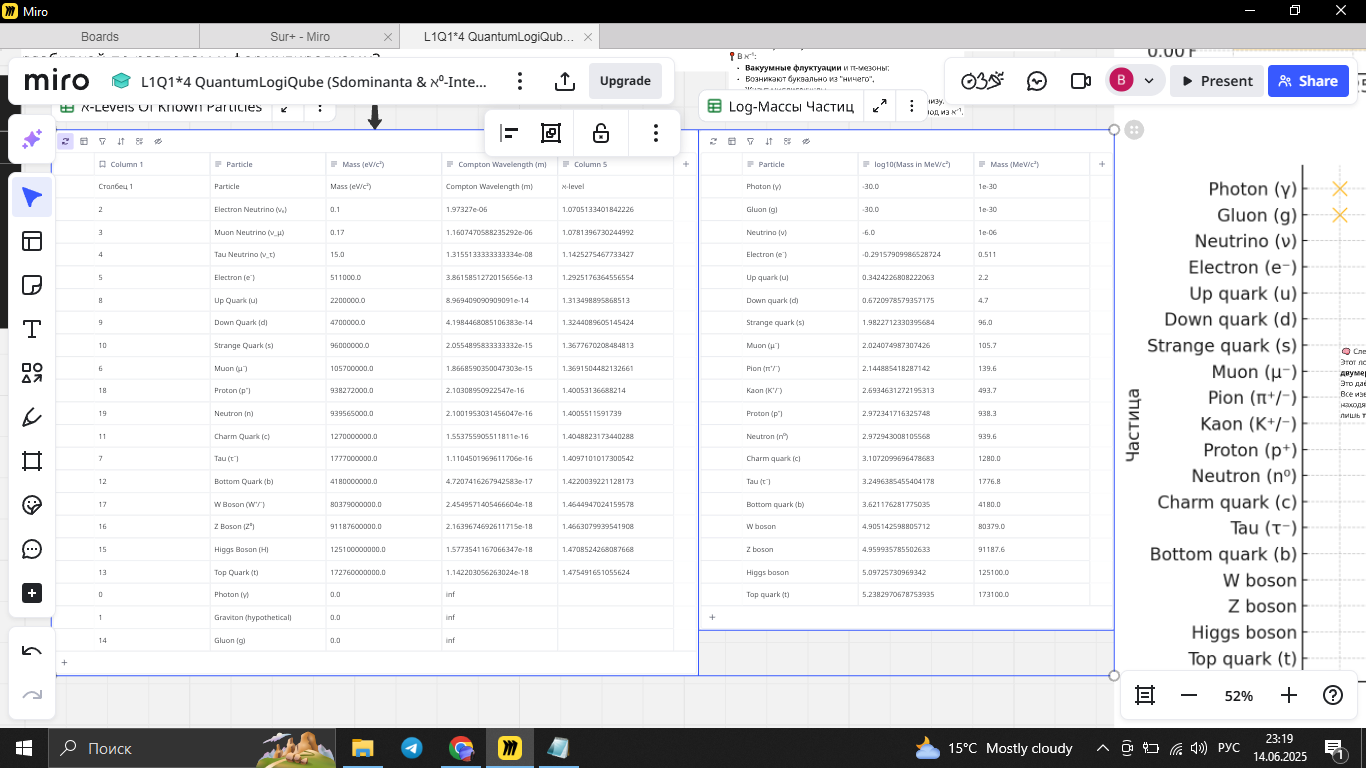 Miro
Boards
Sur+ - Miro
L1Q1*4 QuantumLogiQub...
miro
L1Q1*4 QuantumLogiQube (Sdominanta & ℵ⁰-Inte...
Upgrade
В ℵ⁻¹:
• Вакуумные флуктуации и π-мезоны:
• Возникают буквально из "ничего",
B
Present
Share
ℵ-Levels Of Known Particles
Log-Массы Частиц
Column 1 Particle Mass (eV/c²) Compton Wavelength (m) Column 5
Столбец 1 Particle Mass (eV/c²) Compton Wavelength (m) ℵ-level
2 Electron Neutrino (νₑ) 0.1 1.97327e-06 1.0705133401842226
3 Muon Neutrino (ν_μ) 0.17 1.1607470588235292e-06 1.0781396730244992
4 Tau Neutrino (ν_τ) 15.0 1.3155133333333334e-08 1.1425275467733427
5 Electron (e⁻) 511000.0 3.8615851272015656e-13 1.2925176364556554
8 Up Quark (u) 2200000.0 8.969409090909091e-14 1.313498895868513
9 Down Quark (d) 4700000.0 4.1984468085106383e-14 1.3244089605145424
10 Strange Quark (s) 96000000.0 2.0554895833333332e-15 1.3677670208484813
6 Muon (μ⁻) 105700000.0 1.8668590350047303e-15 1.3691504482132661
18 Proton (p⁺) 938272000.0 2.10308950922547e-16 1.40053136688214
19 Neutron (n) 939565000.0 2.1001953031456047e-16 1.4005511591739
11 Charm Quark (c) 1270000000.0 1.553755905511811e-16 1.4048823173440288
7 Tau (τ⁻) 1777000000.0 1.1104501969611706e-16 1.4097101017300542
12 Bottom Quark (b) 4180000000.0 4.7207416267942583e-17 1.4220039221128173
17 W Boson (W⁺/⁻) 80379000000.0 2.4549571405466604e-18 1.4644947024159578
16 Z Boson (Z⁰) 91187600000.0 2.1639674692611715e-18 1.4663079939541908
15 Higgs Boson (H) 125100000000.0 1.5773541167066347e-18 1.4708524268087668
13 Top Quark (t) 172760000000.0 1.142203056263024e-18 1.475491651055624
0 Photon (γ) 0.0 inf
1 Graviton (hypothetical) 0.0 inf
14 Gluon (g) 0.0 inf
Particle log10(Mass in MeV/c²) Mass (MeV/c²)
Photon (γ) -30.0 1e-30
Gluon (g) -30.0 1e-30
Neutrino (ν) -6.0 1e-06
Electron (e⁻) -0.29157909986528724 0.511
Up quark (u) 0.3424226808222063 2.2
Down quark (d) 0.6720978579357175 4.7
Strange quark (s) 1.9822712330395684 96.0
Muon (μ⁻) 2.024074987307426 105.7
Pion (π⁺/⁻) 2.144885418287142 139.6
Kaon (K⁺/⁻) 2.6934631272195313 493.7
Proton (p⁺) 2.972341716325748 938.3
Neutron (n⁰) 2.972943008105568 939.6
Charm quark (c) 3.1072099696478683 1280.0
Tau (τ⁻) 3.2496385455404178 1776.8
Bottom quark (b) 3.621176281775035 4180.0
W boson 4.905142598805712 80379.0
Z boson 4.959935785502633 91187.6
Higgs boson 5.09725730969342 125100.0
Top quark (t) 5.2382970678753935 173100.0
Частица
Photon (γ)
Gluon (g)
Neutrino (ν)
Electron (e⁻)
Up quark (u)
Down quark (d)
Strange quark (s)
Muon (μ⁻)
Pion (π⁺/⁻)
Kaon (K⁺/⁻)
Proton (p⁺)
Neutron (n⁰)
Charm quark (c)
Tau (τ⁻)
Bottom quark (b)
W boson
Z boson
Higgs boson
Top quark (t)
52%
Поиск
15°C Mostly cloudy
РУС
23:19
14.06.2025
1